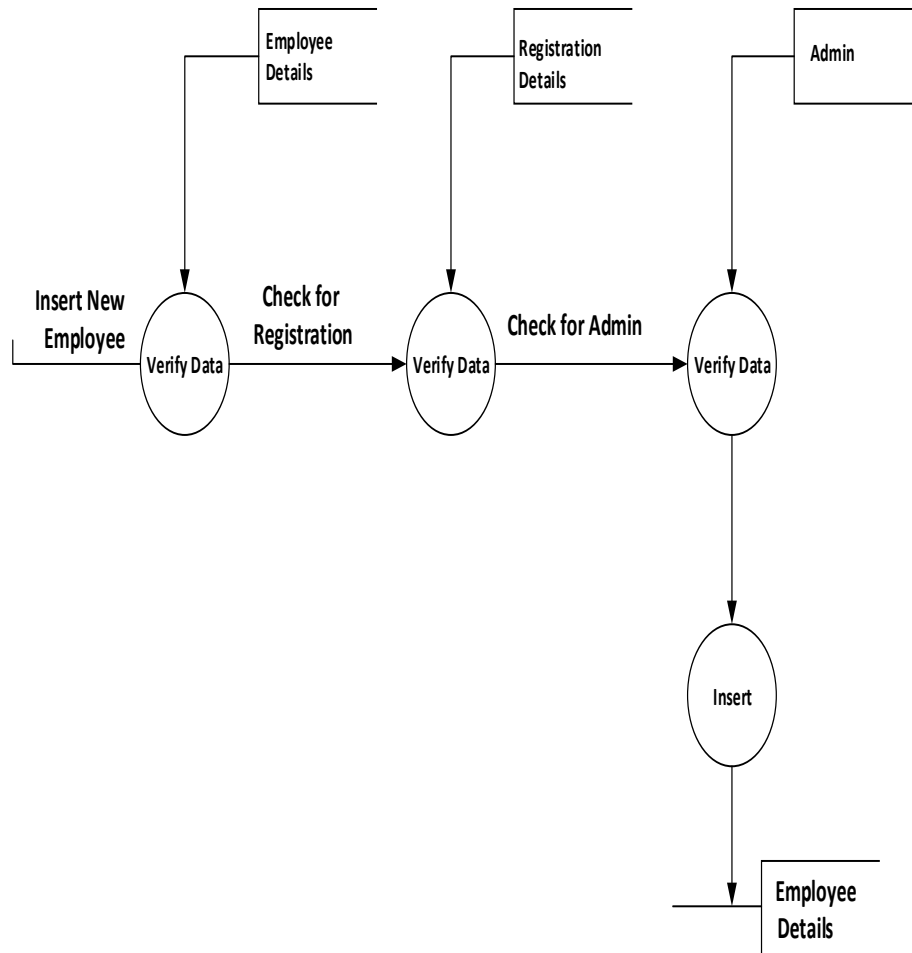 Employee
Details
Registration
Details
Admin
Insert New
Employee
Check for
Registration
Check for Admin
Verify Data
Verify Data
Verify Data
Insert
Employee
Details